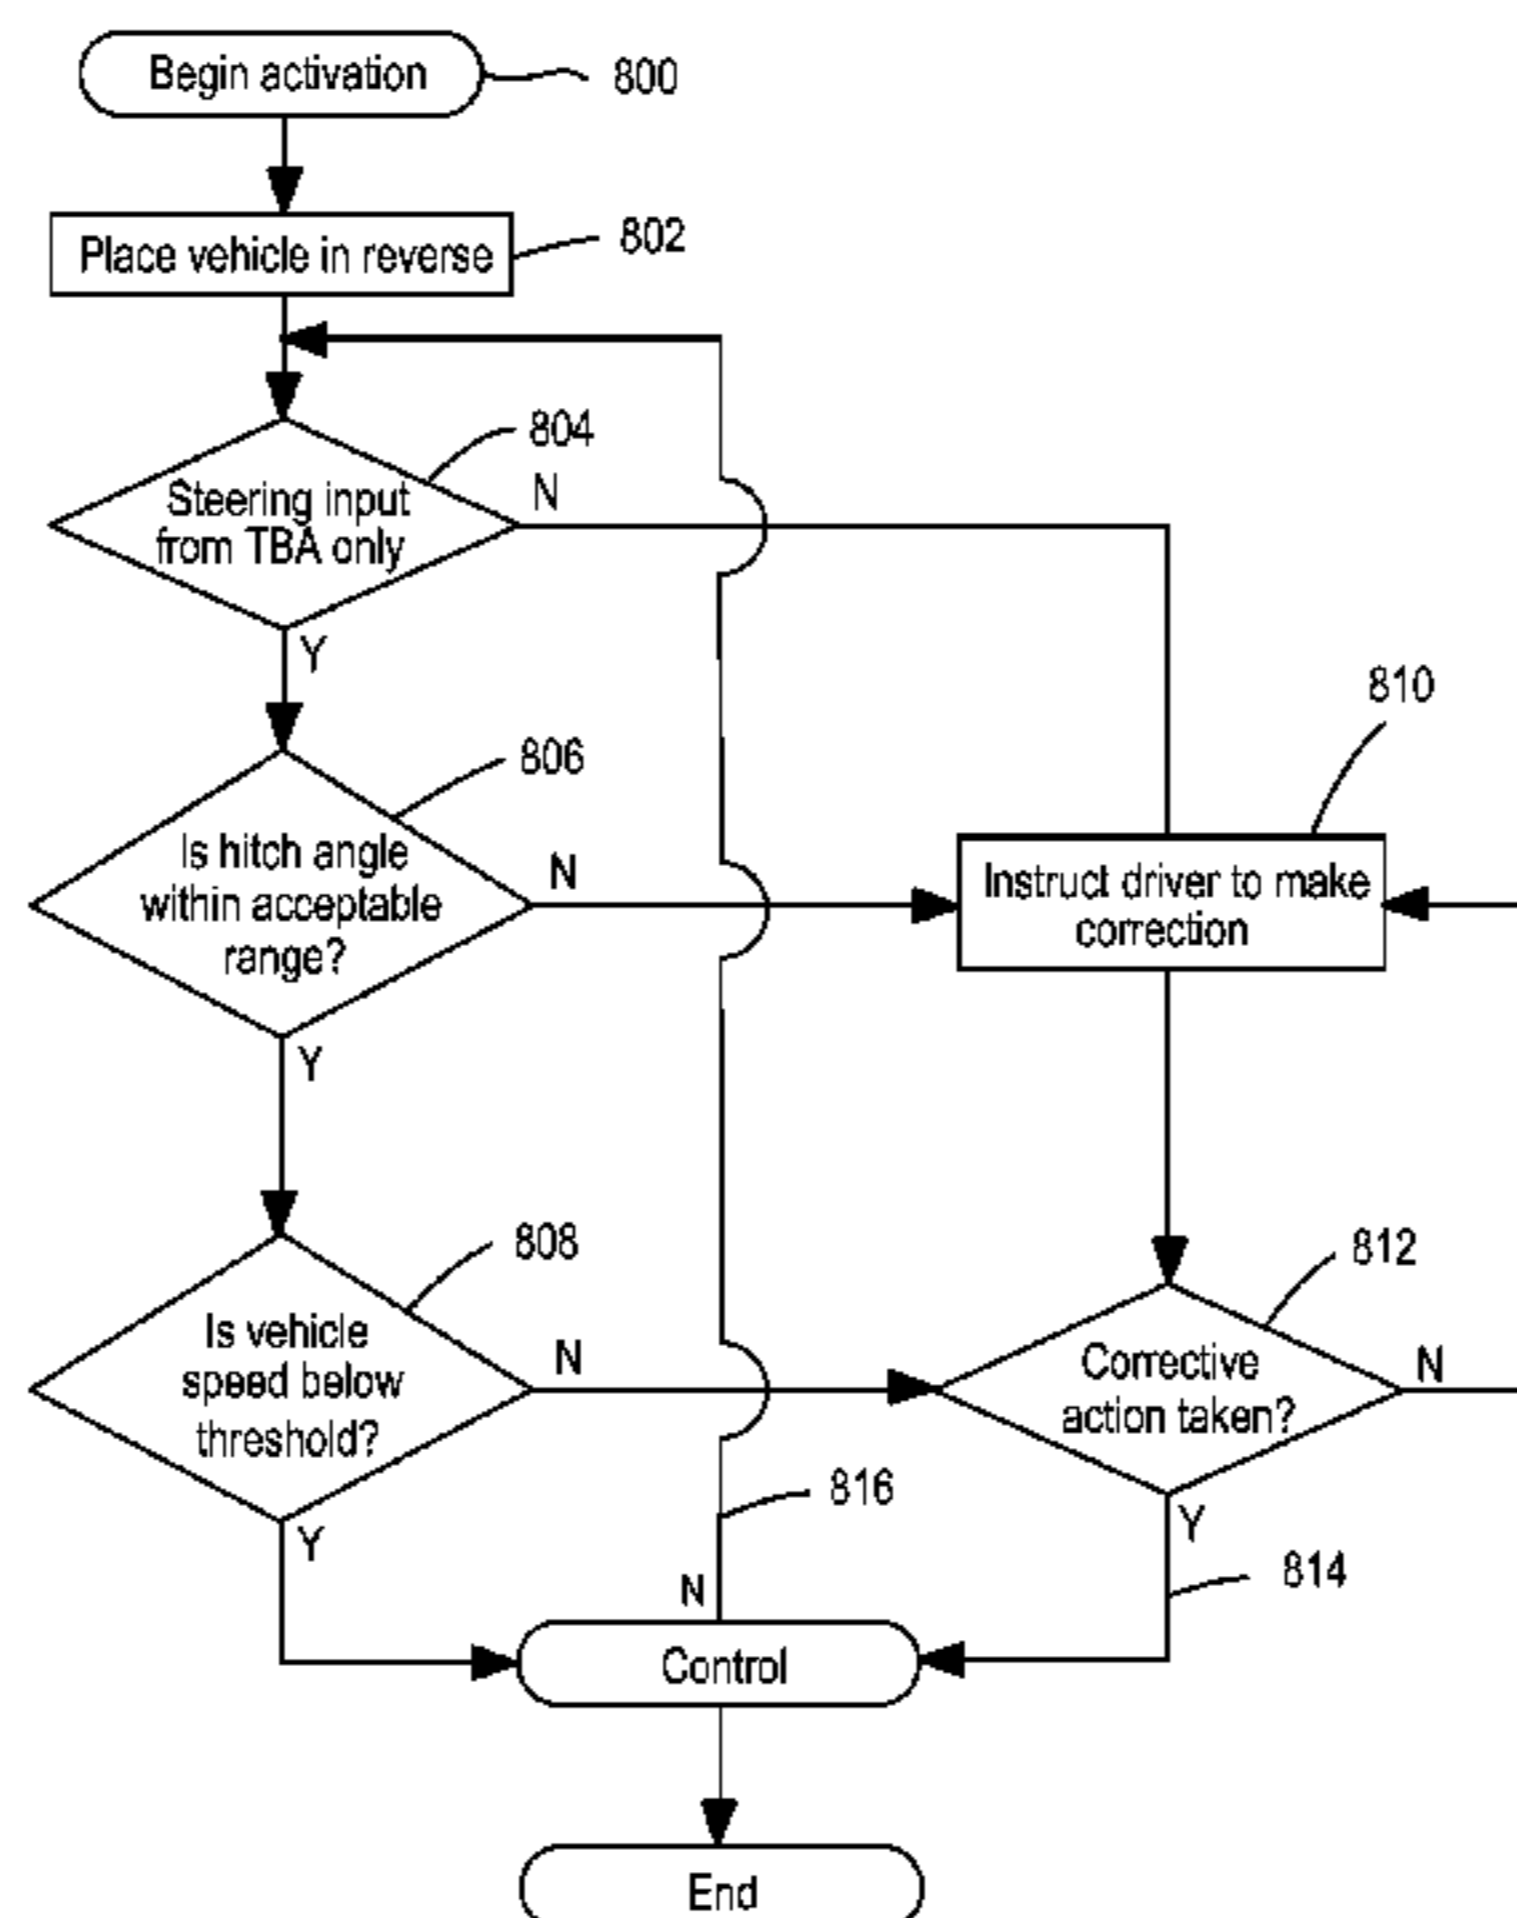 Begin activation
800
Place vehicle in reverse
802
804
Steering input
from TBA only
N
Y
810
806
Is hitch angle
within acceptable
range?
N
Instruct driver to make
correction
Y
808
812
Is vehicle
speed below
threshold?
N
Corrective
action taken?
N
816
Y
Y
814
N
Control
End